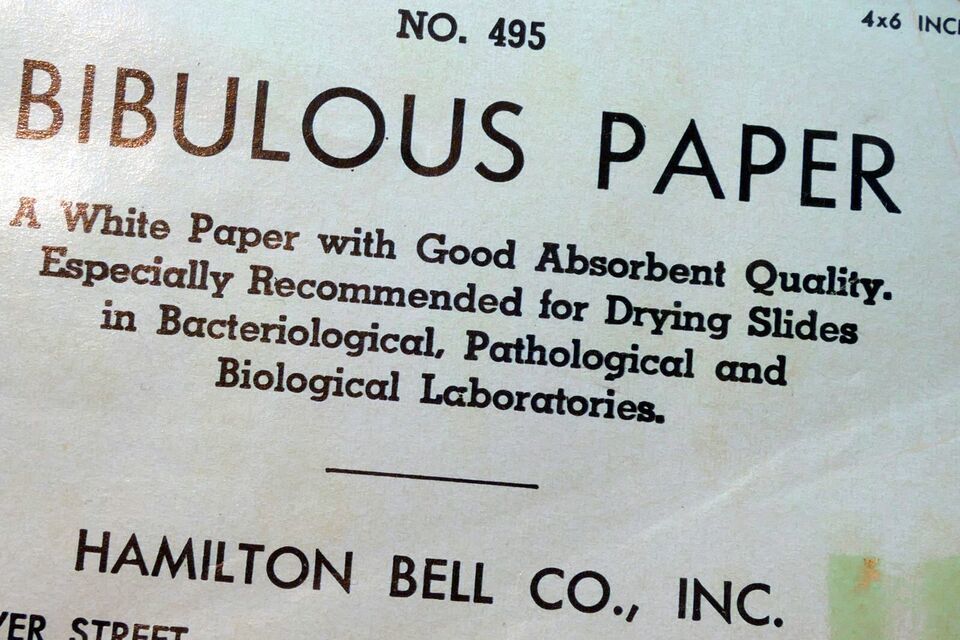 NO. 495
4x6
BIBULOUS PAPER
A White Paper with Good Absorbent Quality.
Especially Recommended for Drying Slides
in Bacteriological, Pathological and
Biological Laboratories.
HAMILTON BELL CO., INC.
STREET